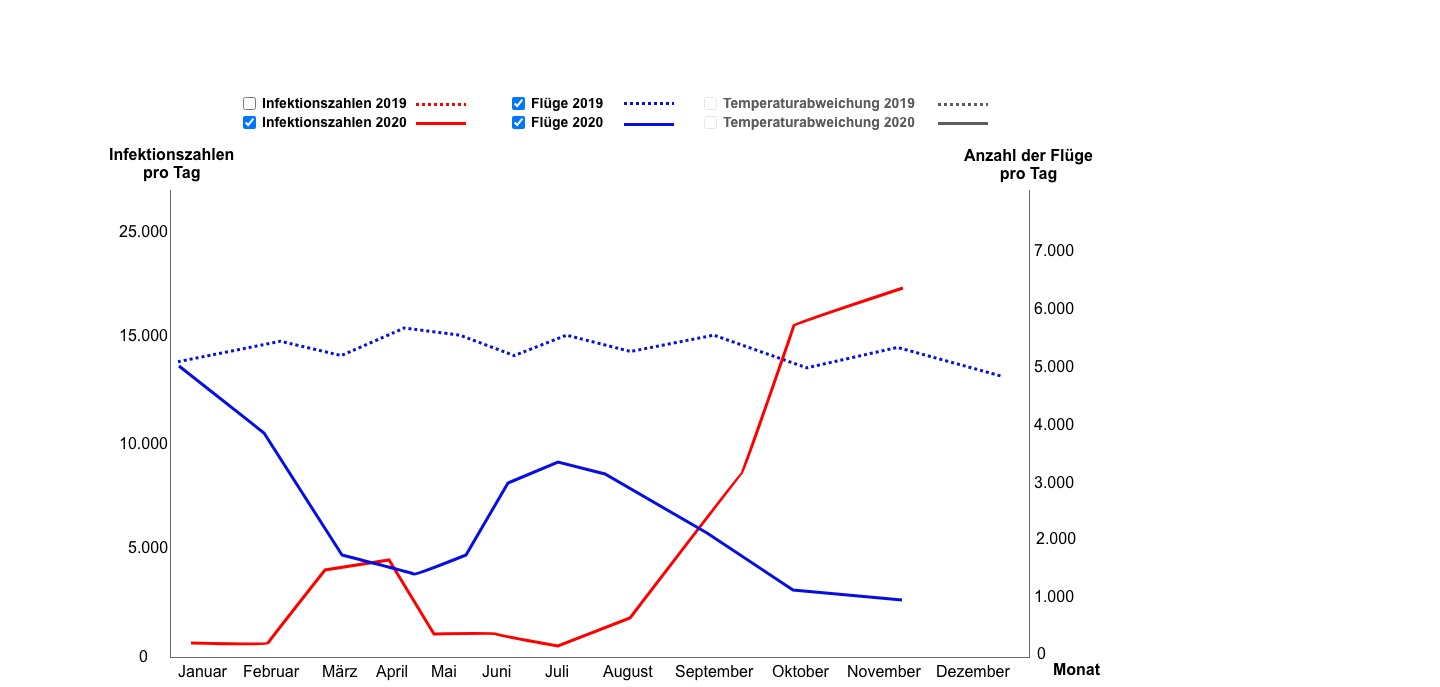 Infektionszahlen 2019
Flüge 2019
Temperaturabweichung 2019
Infektionszahlen 2020
Flüge 2020
Temperaturabweichung 2020
Infektionszahlen
pro Tag
Anzahl der Flüge
pro Tag
25.000
15.000
10.000
5.000
0
7.000
6.000
5.000
4.000
3.000
2.000
1.000
0
Januar Februar März April Mai Juni Juli August September Oktober November Dezember
Monat